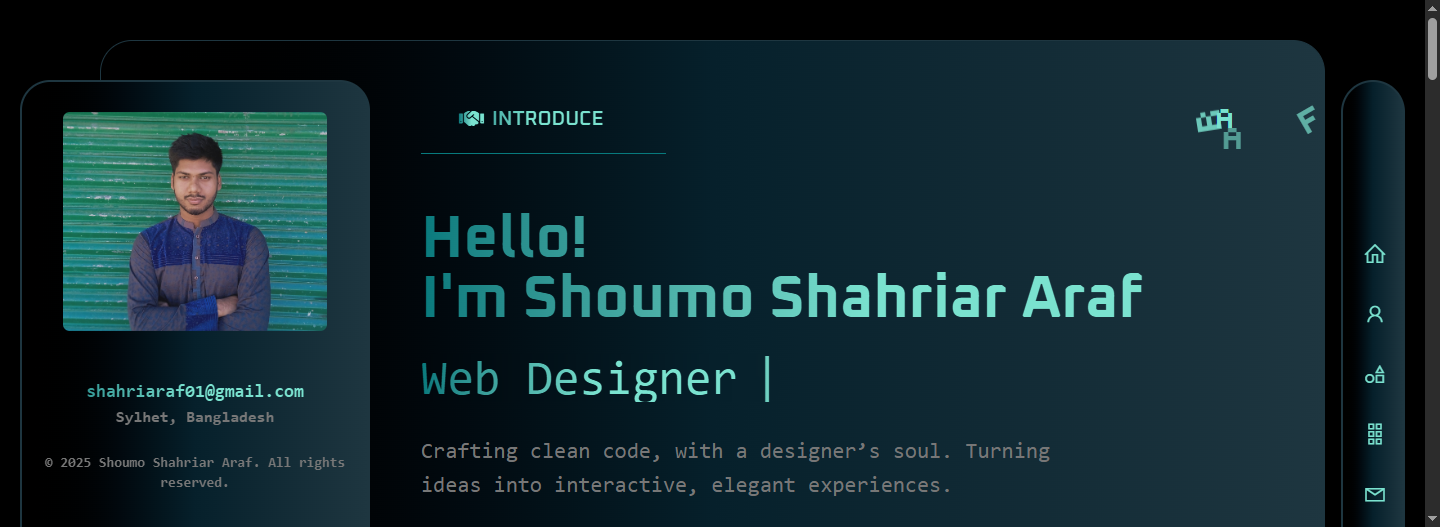 INTRODUCE
B
A
A
F
Hello!
I'm Shoumo Shahriar Araf
Web Designer |
Crafting clean code, with a designer’s soul. Turning
ideas into interactive, elegant experiences.
shahriaraf01@gmail.com
Sylhet, Bangladesh
© 2025 Shoumo Shahriar Araf. All rights
reserved.